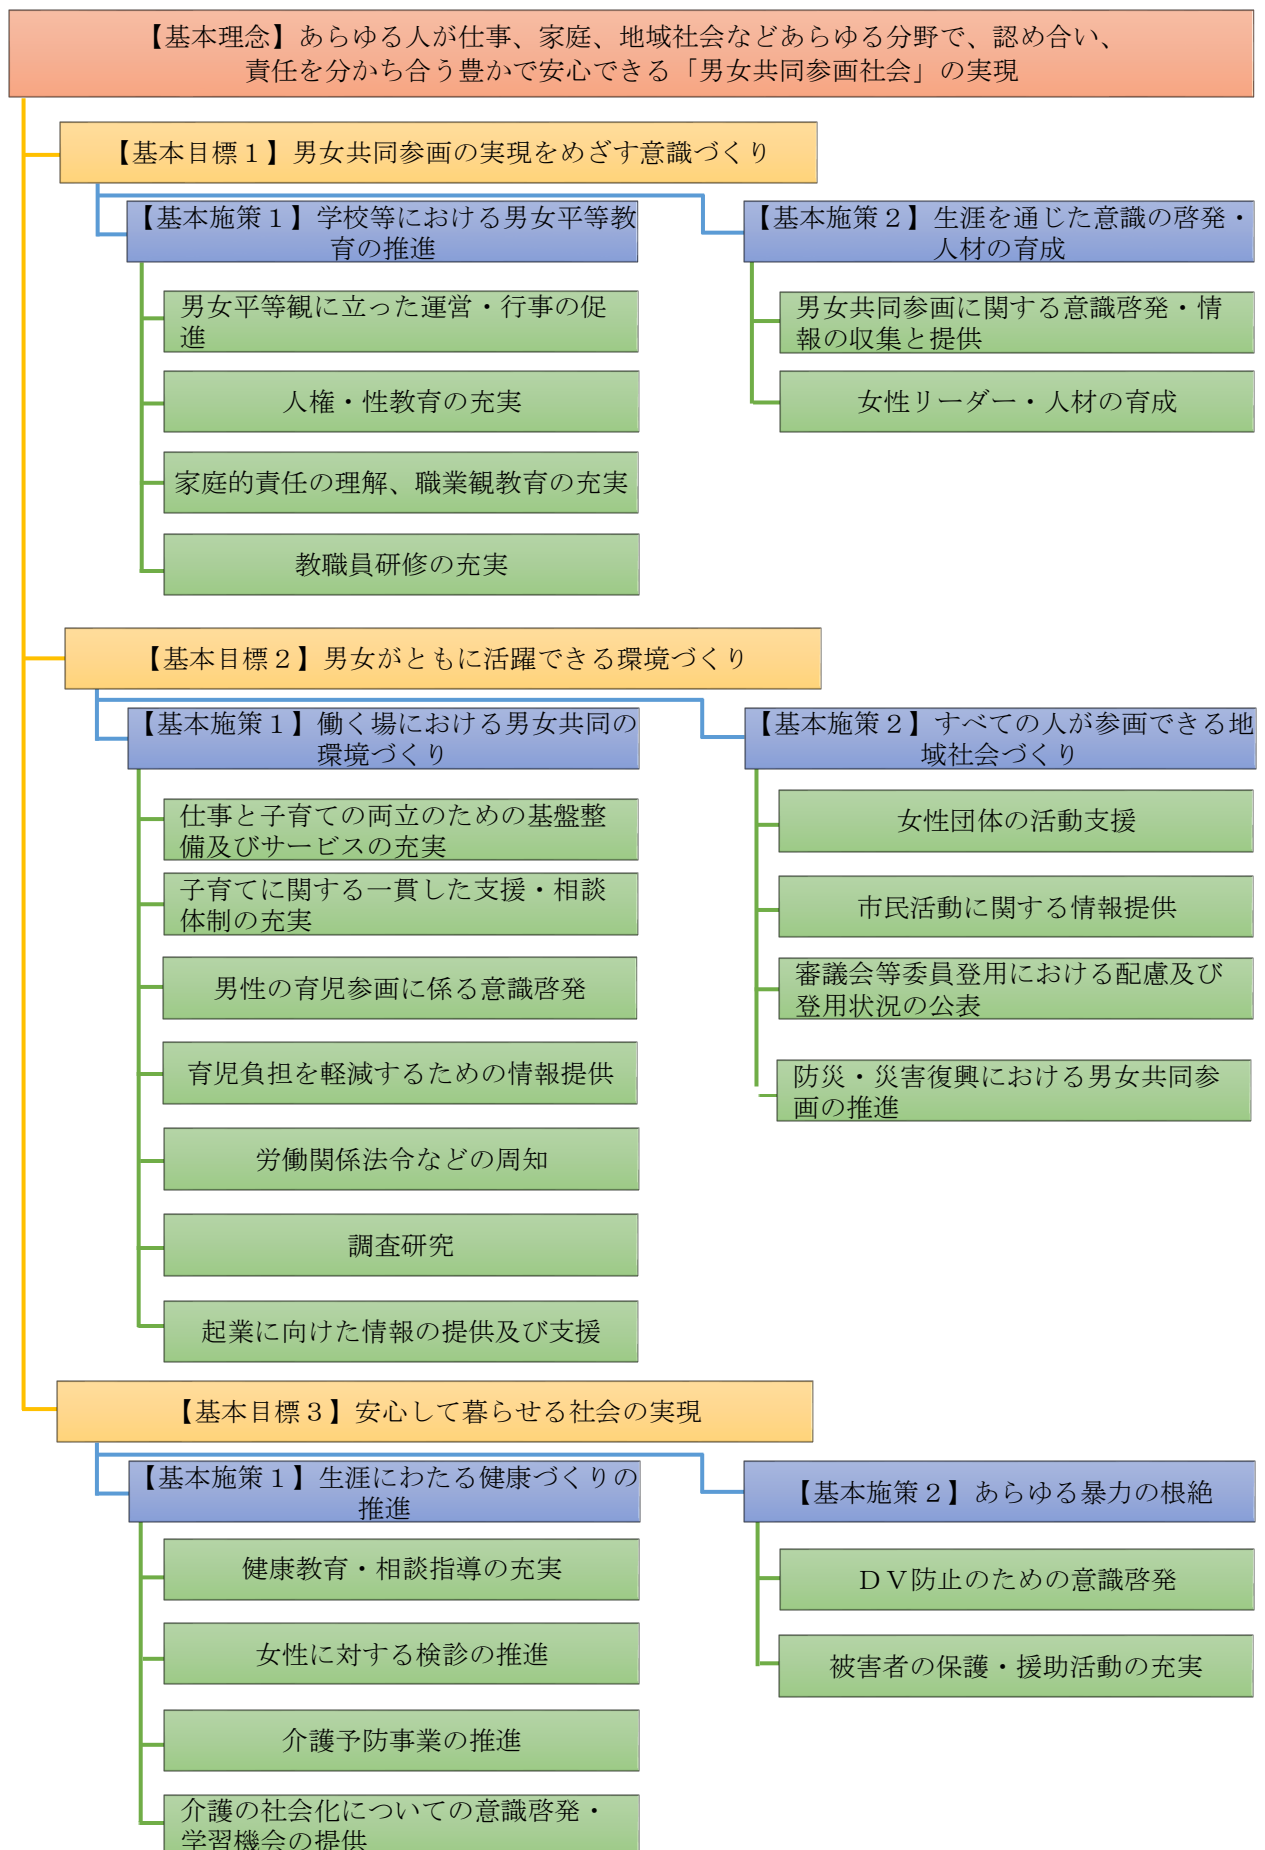 【基本理念】あらゆる人が仕事、家庭、地域社会などあらゆる分野で、認め合い、
責任を分かち合う豊かで安心できる「男女共同参画社会」の実現
【基本目標１】男女共同参画の実現をめざす意識づくり
【基本施策１】学校等における男女平等教
育の推進
男女平等観に立った運営・行事の促
進
人権・性教育の充実
家庭的責任の理解、職業観教育の充実
教職員研修の充実
【基本施策２】生涯を通じた意識の啓発・
人材の育成
男女共同参画に関する意識啓発・情
報の収集と提供
女性リーダー・人材の育成
【基本目標２】男女がともに活躍できる環境づくり
【基本施策１】働く場における男女共同の
環境づくり
仕事と子育ての両立のための基盤整
備及びサービスの充実
子育てに関する一貫した支援・相談
体制の充実
男性の育児参画に係る意識啓発
育児負担を軽減するための情報提供
労働関係法令などの周知
調査研究
起業に向けた情報の提供及び支援
【基本施策２】すべての人が参画できる地
域社会づくり
女性団体の活動支援
市民活動に関する情報提供
審議会等委員登用における配慮及び
登用状況の公表
防災・災害復興における男女共同参
画の推進
【基本目標３】安心して暮らせる社会の実現
【基本施策１】生涯にわたる健康づくりの
推進
健康教育・相談指導の充実
女性に対する検診の推進
介護予防事業の推進
介護の社会化についての意識啓発・
学習機会の提供
【基本施策２】あらゆる暴力の根絶
ＤＶ防止のための意識啓発
被害者の保護・援助活動の充実